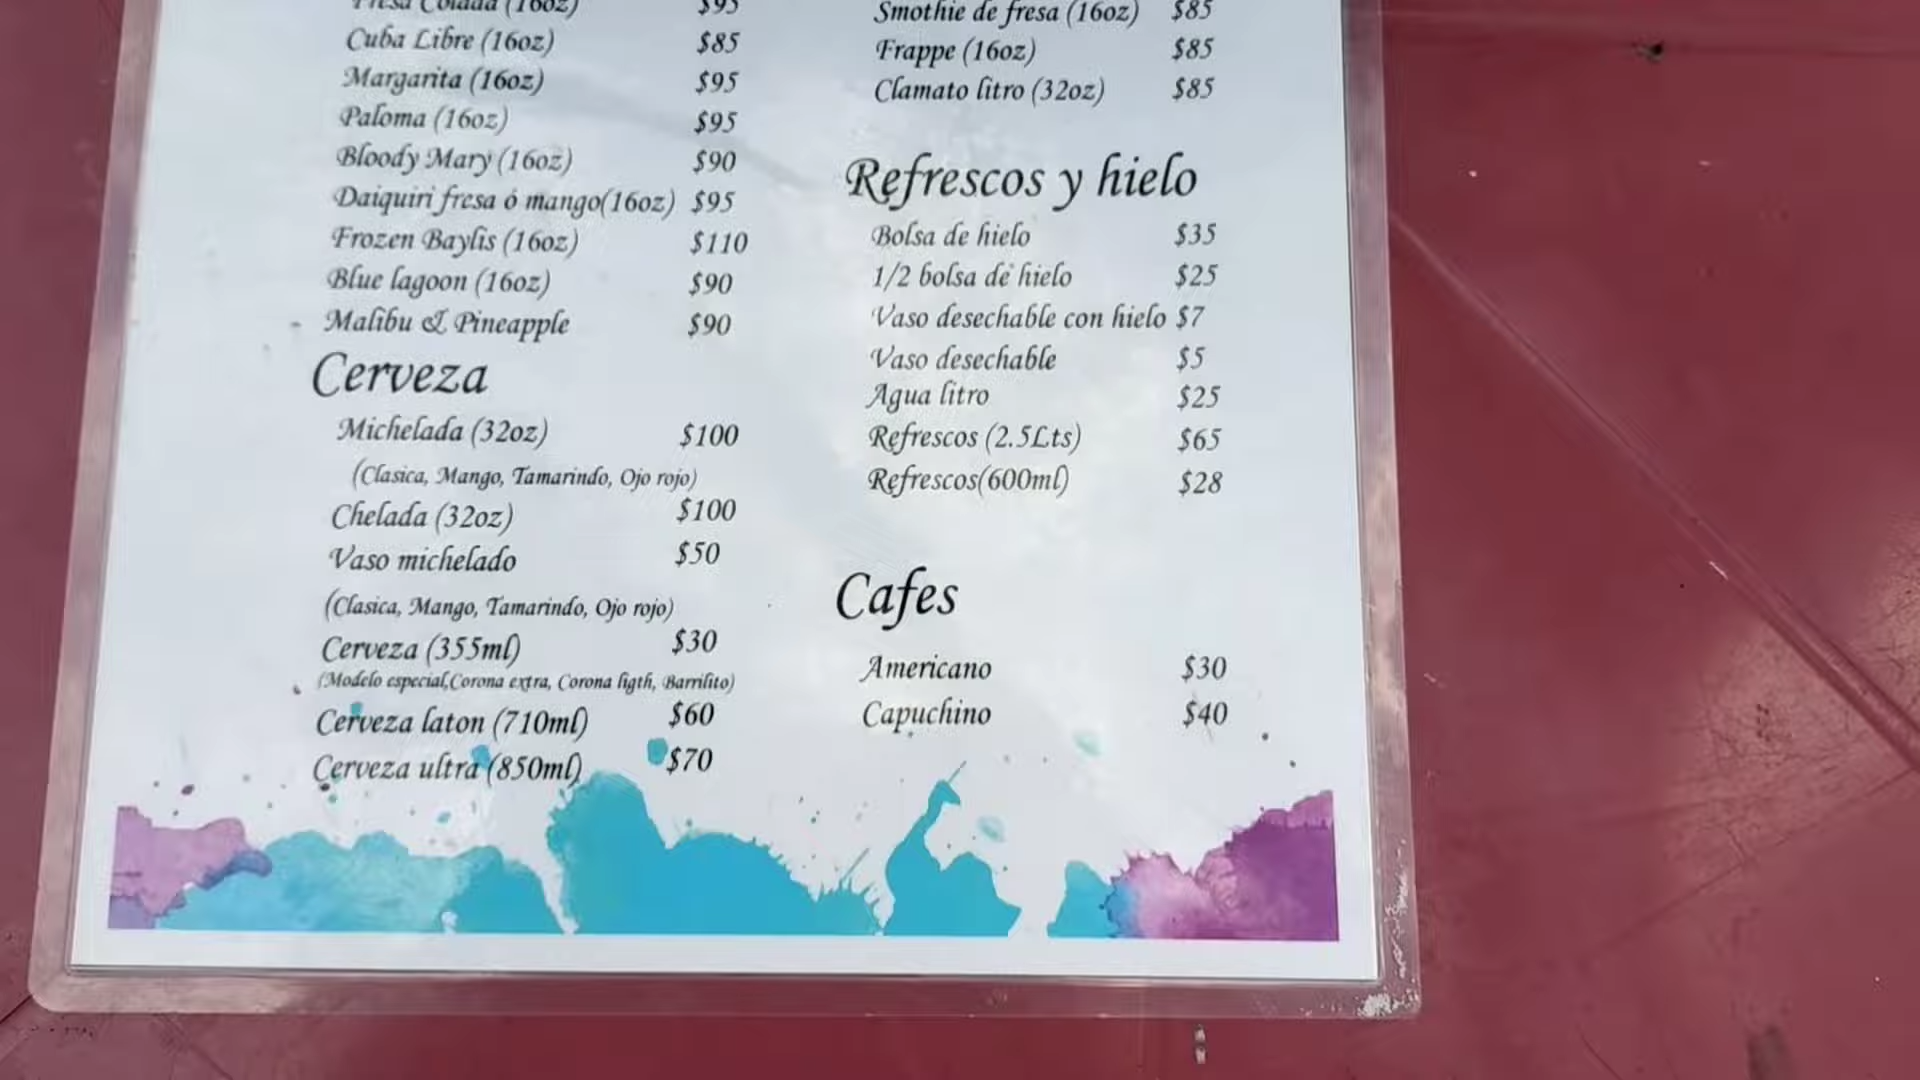 Fresa Colada (16oz) $95
Cuba Libre (16oz) $85
Margarita (16oz) $95
Paloma (16oz) $95
Bloody Mary (16oz) $90
Daiquiri fresa ó mango(16oz) $95
Frozen Baylis (16oz) $110
Blue lagoon (16oz) $90
Malibu & Pineapple $90
Cerveza
Michelada (32oz) $100
(Clasica, Mango, Tamarindo, Ojo rojo)
Chelada (32oz) $100
Vaso michelado $50
(Clasica, Mango, Tamarindo, Ojo rojo)
Cerveza (355ml) $30
(Modelo especial,Corona extra, Corona ligth, Barrilito)
Cerveza laton (710ml) $60
Cerveza ultra (850ml) $70
Smothie de fresa (16oz) $85
Frappe (16oz) $85
Clamato litro (32oz) $85
Refrescos y hielo
Bolsa de hielo $35
1/2 bolsa de hielo $25
Vaso desechable con hielo $7
Vaso desechable $5
Agua litro $25
Refrescos (2.5Lts) $65
Refrescos(600ml) $28
Cafes
Americano $30
Capuchino $40